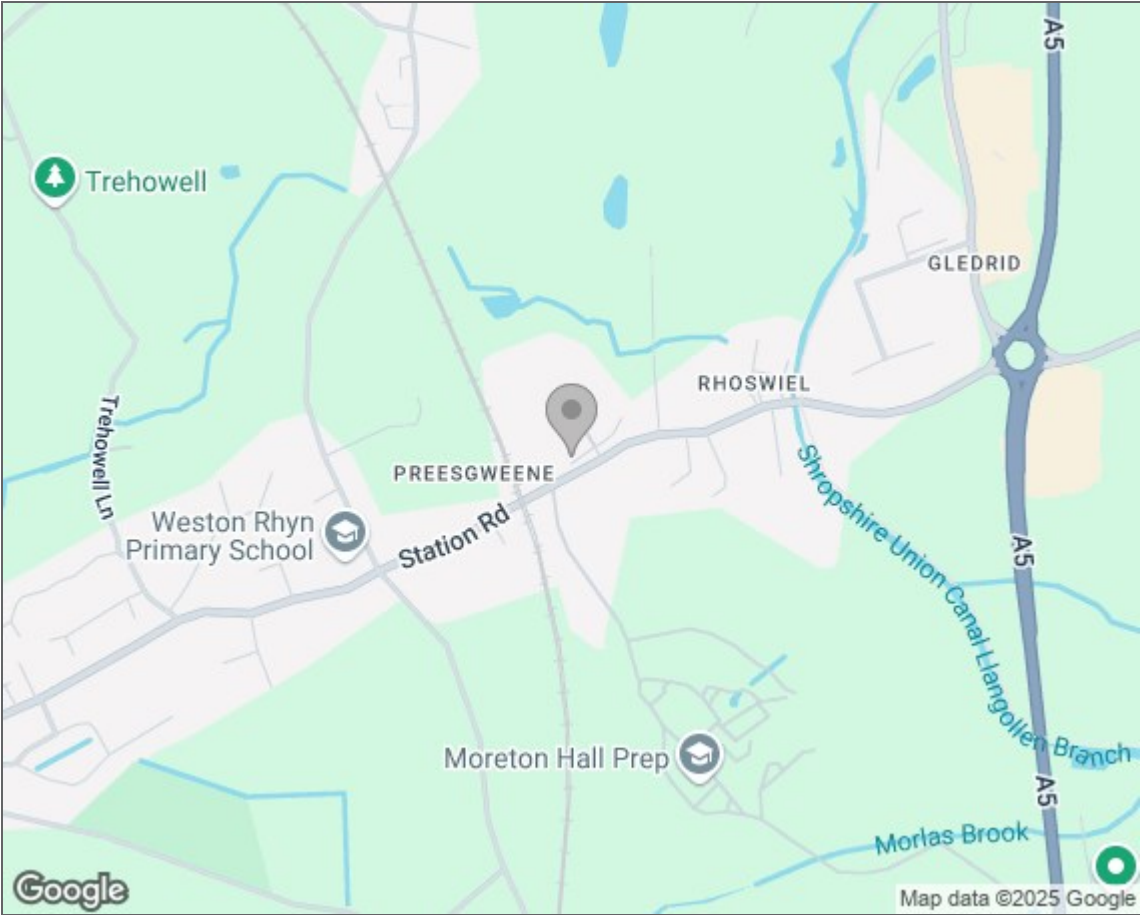 A5
Trehowell
GLEDRID
RHOSWIEL
Trehowell Ln
PREESGWEENE
Weston Rhyn
Primary School
Station Rd
A5
Shropshire Union Canal Llangollen Branch
Moreton Hall Prep
A5
Morlas Brook
Google
Map data ©2025 Google